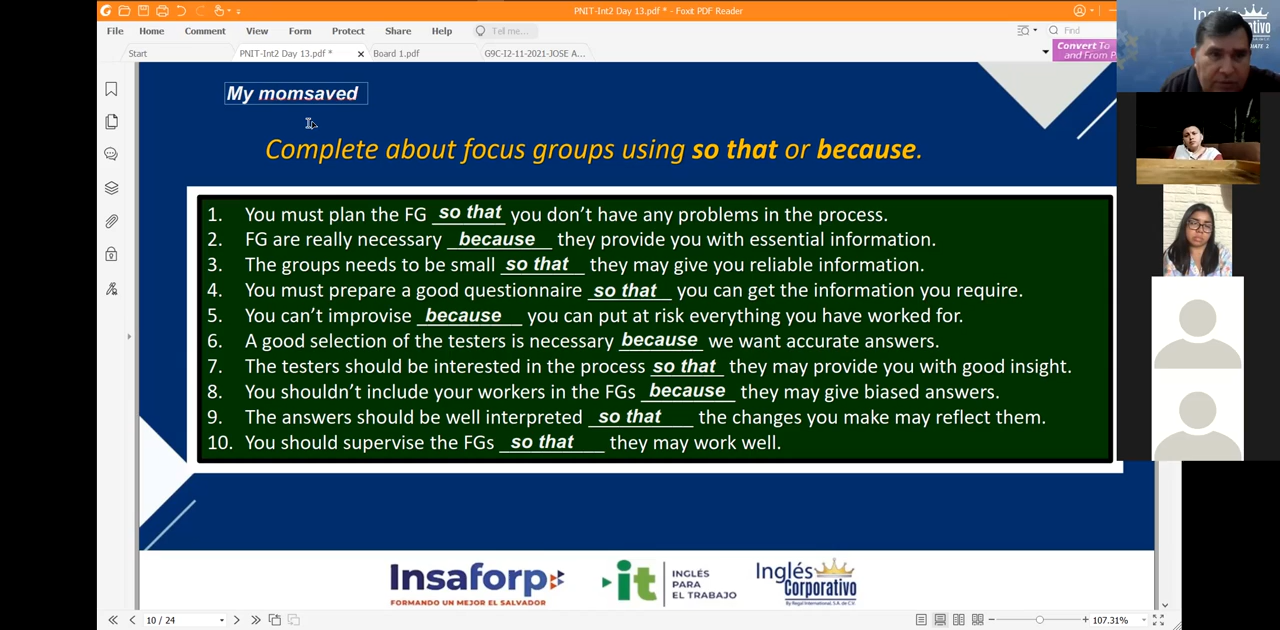 PNIT-Int2 Day 13.pdf * - Foxit PDF Reader
File Home Comment View Form Protect Share Help Tell me... Find
Start PNIT-Int2 Day 13.pdf * Board 1.pdf G9C-I2-11-2021-JOSE A...
Convert To
and From P
My momsaved
Complete about focus groups using so that or because.
1. You must plan the FG so that you don't have any problems in the process.
2. FG are really necessary because they provide you with essential information.
3. The groups needs to be small so that they may give you reliable information.
4. You must prepare a good questionnaire so that you can get the information you require.
5. You can't improvise because you can put at risk everything you have worked for.
6. A good selection of the testers is necessary because we want accurate answers.
7. The testers should be interested in the process so that they may provide you with good insight.
8. You shouldn't include your workers in the FGs because they may give biased answers.
9. The answers should be well interpreted so that the changes you make may reflect them.
10. You should supervise the FGs so that they may work well.
Insaforp
FORMANDO UN MEJOR EL SALVADOR
it
INGLÉS
PARA
EL TRABAJO
Inglés
Corporativo
By Regal International, S.A. de C.V.
10 / 24
107.31%